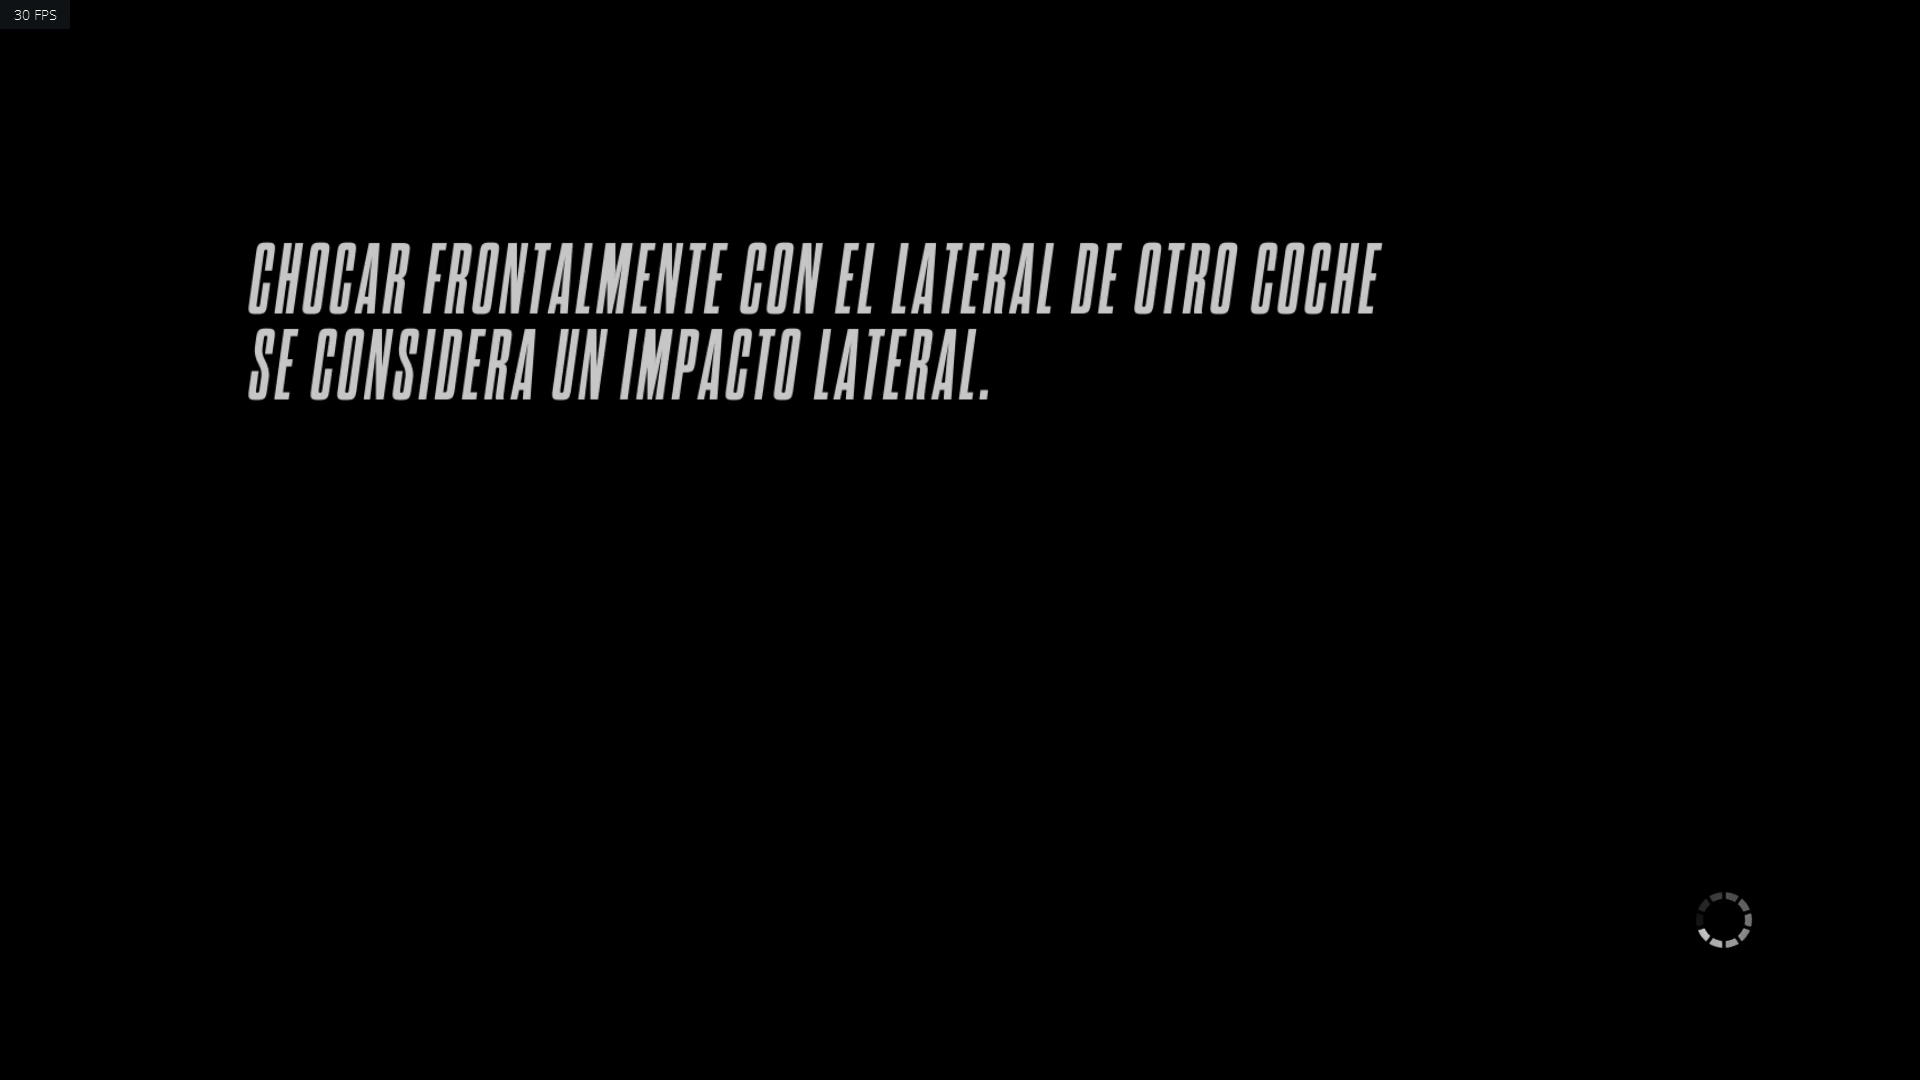 30 FPS
CHOCAR FRONTALMENTE CON EL LATERAL DE OTRO COCHE
SE CONSIDERA UN IMPACTO LATERAL.